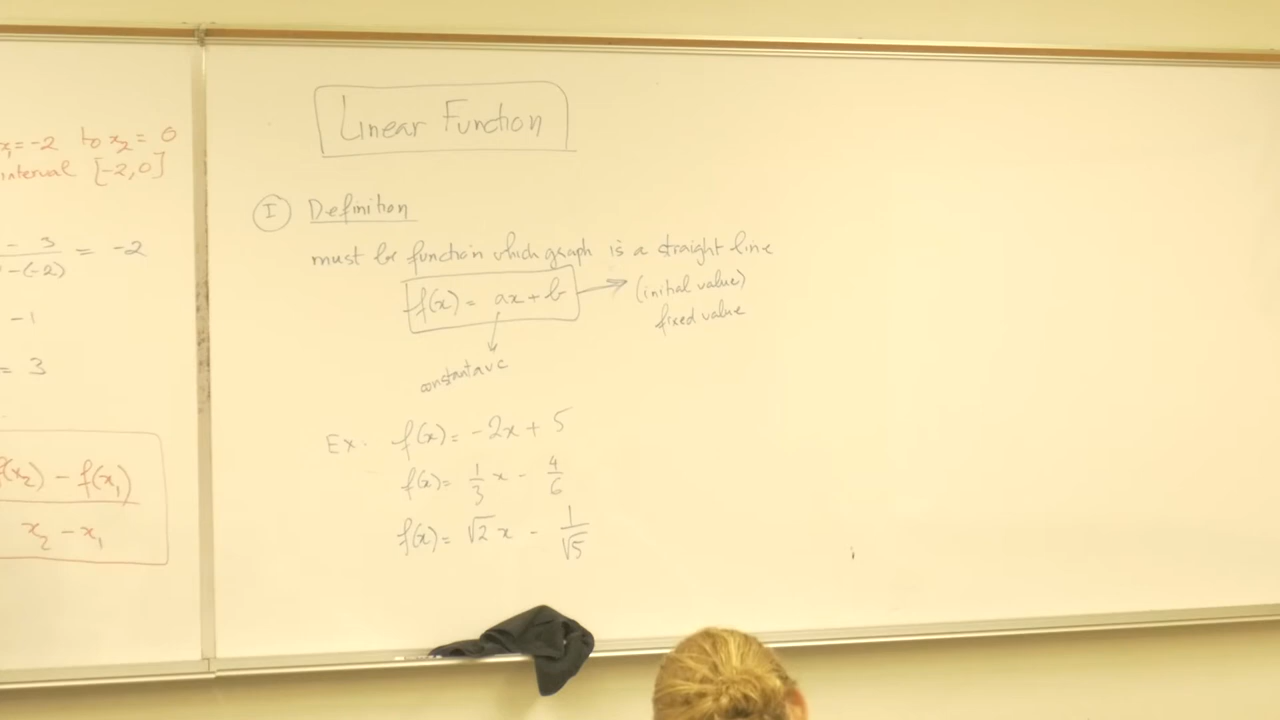 x₁ = -2 to x₂ = 0
interval [-2,0]
- 3 / -(-2) = -2
-1
= 3
f(x₂) - f(x₁) / x₂ - x₁
Linear Function
I Definition
must be function which graph is a straight line
f(x) = ax + b → (initial value)
fixed value
constant
Ex. f(x) = -2x + 5
f(x) = 1/3 x - 4/6
f(x) = √2 x - 1/√5